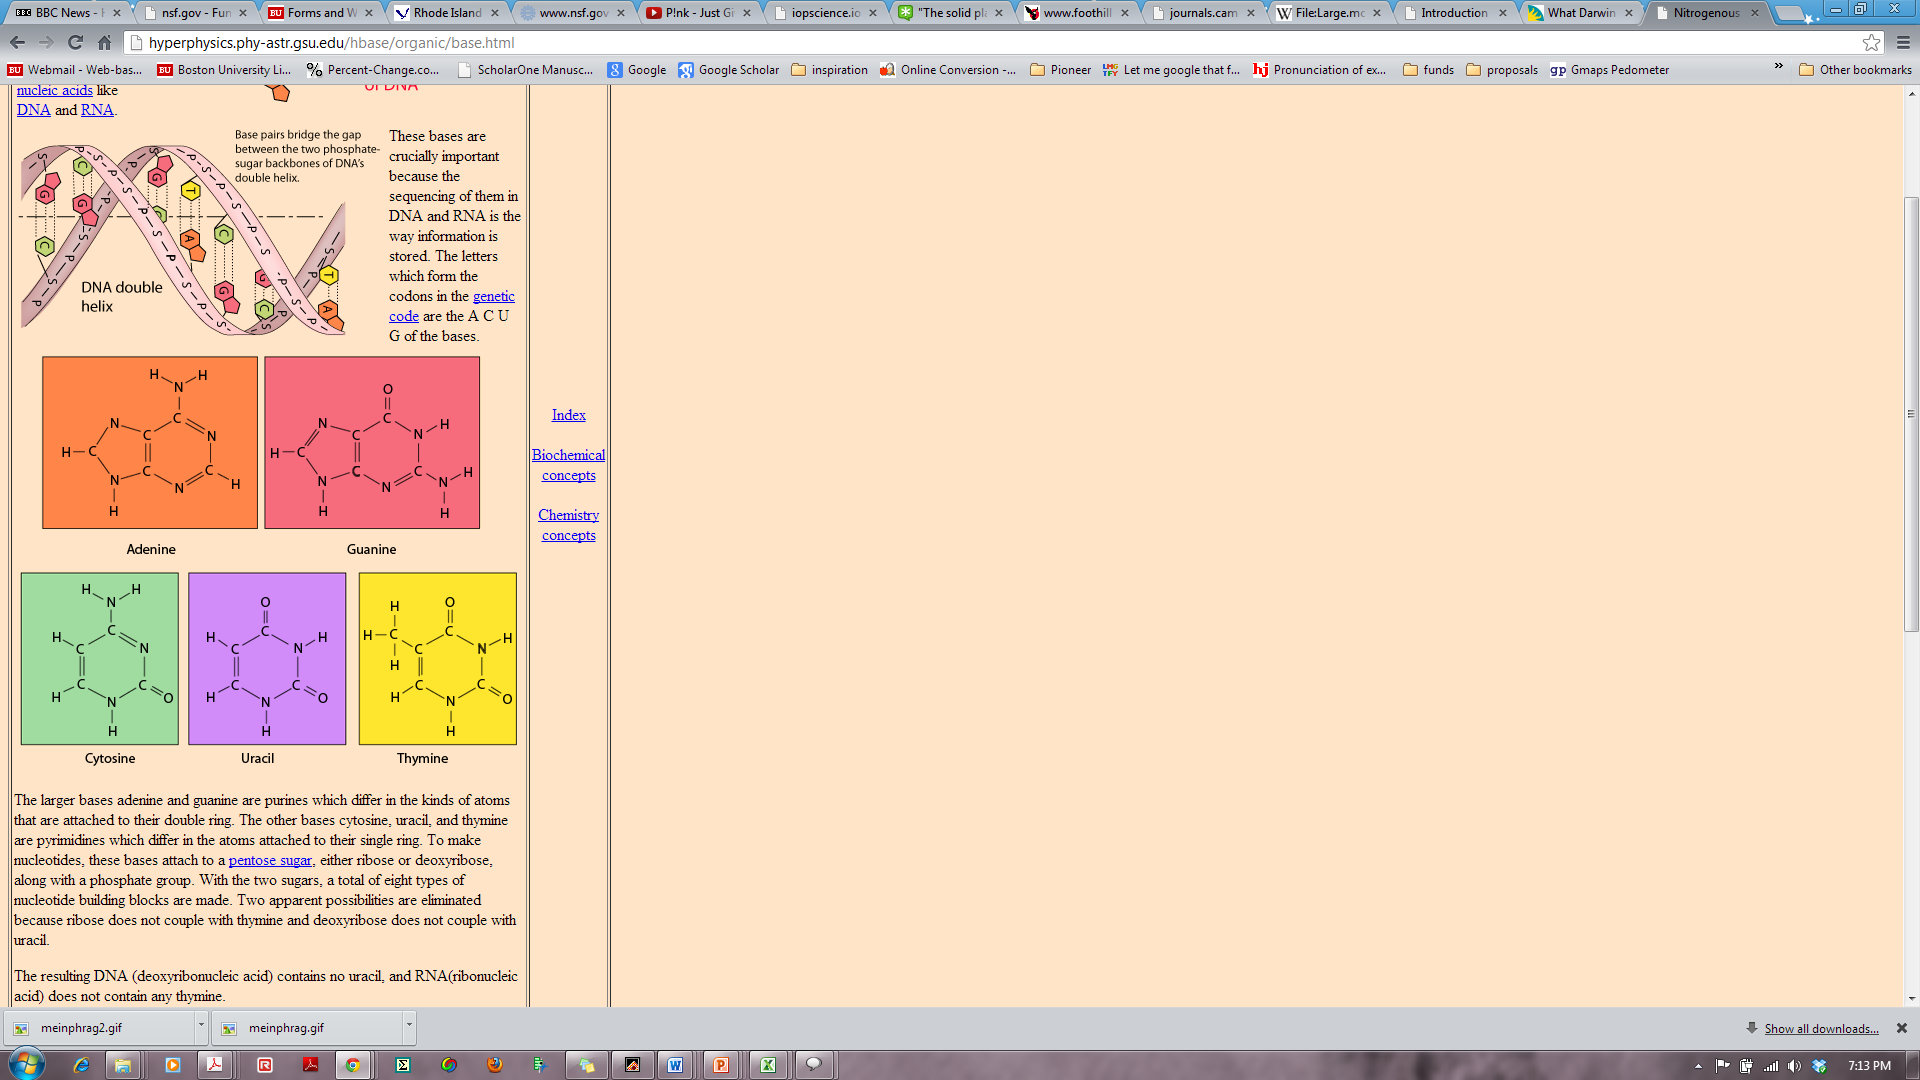 BBC News - H
nsf.gov - Fun
Forms and W
Rhode Island
www.nsf.gov
P!nk - Just Gi
iopscience.io
"The solid pla
www.foothill
journals.cam
File:Large.mc
Introduction
What Darwin
Nitrogenous
hyperphysics.phy-astr.gsu.edu/hbase/organic/base.html
Webmail - Web-bas...
Boston University Li...
Percent-Change.co...
ScholarOne Manusc...
Google
Google Scholar
inspiration
Online Conversion -...
Pioneer
Let me google that f...
Pronunciation of ex...
funds
proposals
Gmaps Pedometer
Other bookmarks
nucleic acids like
DNA and RNA.
of DNA
Base pairs bridge the gap
between the two phosphate-
sugar backbones of DNA's
double helix.
DNA double
helix
These bases are
crucially important
because the
sequencing of them in
DNA and RNA is the
way information is
stored. The letters
which form the
codons in the genetic
code are the A C U
G of the bases.
Adenine
Guanine
Cytosine
Uracil
Thymine
Index
Biochemical
concepts
Chemistry
concepts
The larger bases adenine and guanine are purines which differ in the kinds of atoms
that are attached to their double ring. The other bases cytosine, uracil, and thymine
are pyrimidines which differ in the atoms attached to their single ring. To make
nucleotides, these bases attach to a pentose sugar, either ribose or deoxyribose,
along with a phosphate group. With the two sugars, a total of eight types of
nucleotide building blocks are made. Two apparent possibilities are eliminated
because ribose does not couple with thymine and deoxyribose does not couple with
uracil.
The resulting DNA (deoxyribonucleic acid) contains no uracil, and RNA(ribonucleic
acid) does not contain any thymine.
meinphrag2.gif
meinphrag.gif
Show all downloads...
7:13 PM